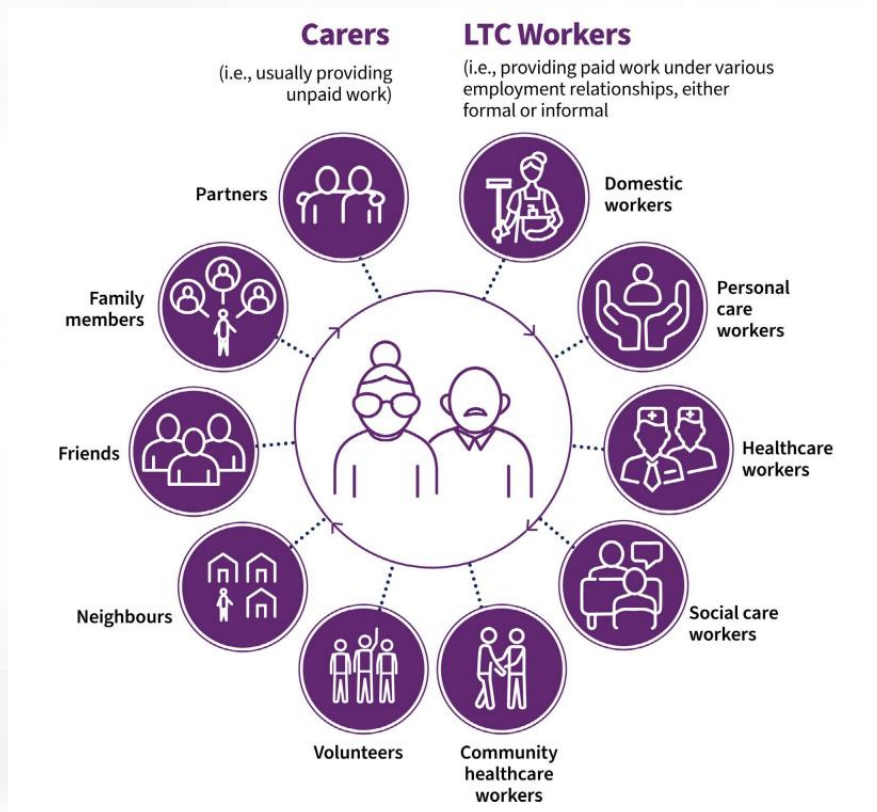 Carers
(i.e., usually providing
unpaid work)
LTC Workers
(i.e., providing paid work under various
employment relationships, either
formal or informal
Partners
Domestic
workers
Family
members
Personal
care
workers
Friends
Healthcare
workers
Neighbours
Social care
workers
Volunteers
Community
healthcare
workers